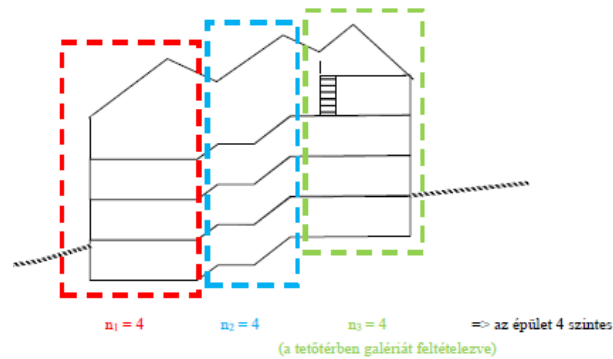 n₁ = 4 n₂ = 4 n₃ = 4 => az épület 4 szintes
(a tetőtérben galériát feltételezve)